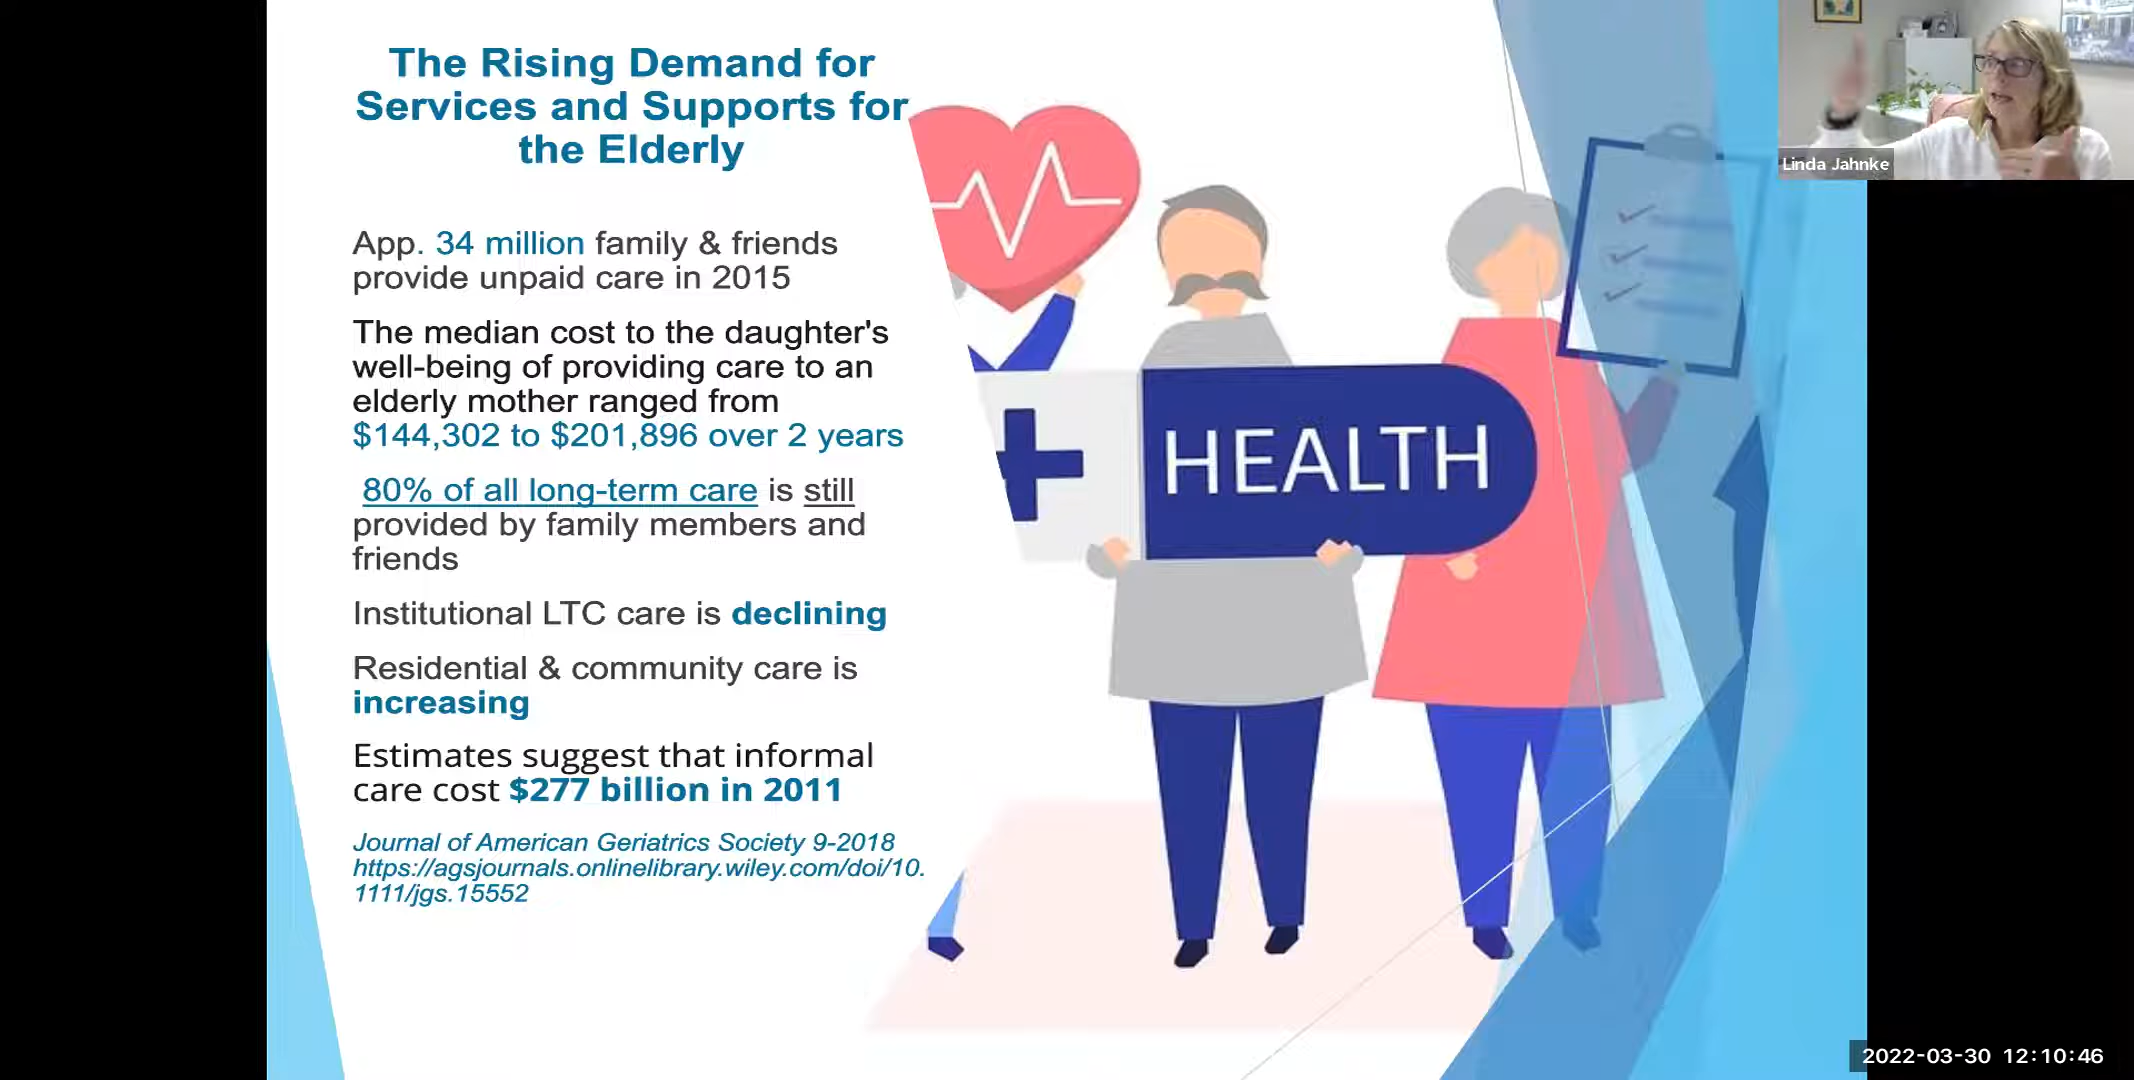 The Rising Demand for
Services and Supports for
the Elderly
App. 34 million family & friends
provide unpaid care in 2015
The median cost to the daughter's
well-being of providing care to an
elderly mother ranged from
$144,302 to $201,896 over 2 years
80% of all long-term care is still
provided by family members and
friends
Institutional LTC care is declining
Residential & community care is
increasing
Estimates suggest that informal
care cost $277 billion in 2011
Journal of American Geriatrics Society 9-2018
https://agsjournals.onlinelibrary.wiley.com/doi/10.
1111/jgs.15552
HEALTH
Linda Jahnke
2022-03-30 12:10:46